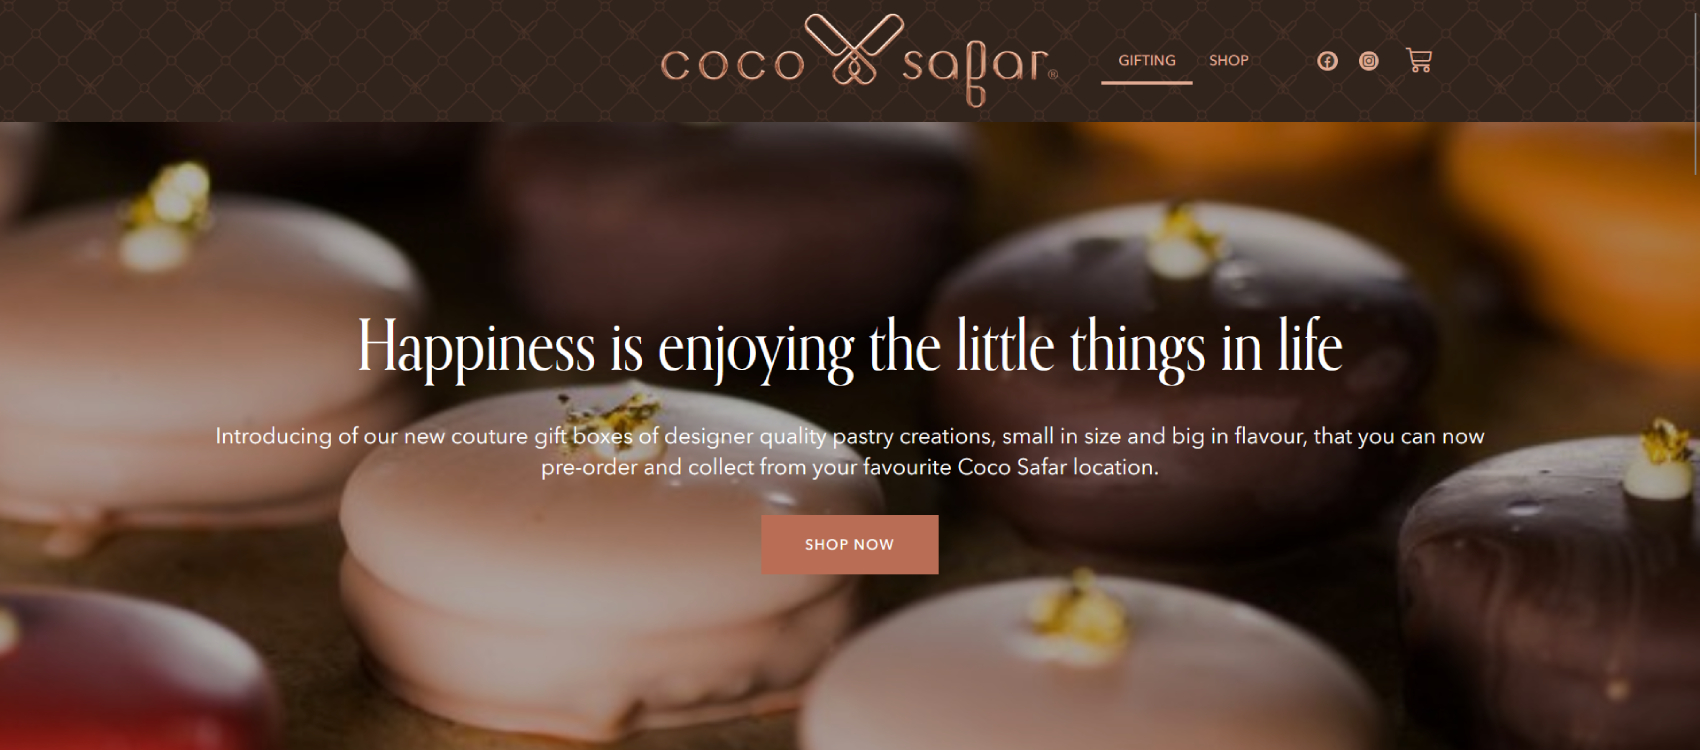 coco safar®
GIFTING SHOP
Happiness is enjoying the little things in life
Introducing of our new couture gift boxes of designer quality pastry creations, small in size and big in flavour, that you can now
pre-order and collect from your favourite Coco Safar location.
SHOP NOW